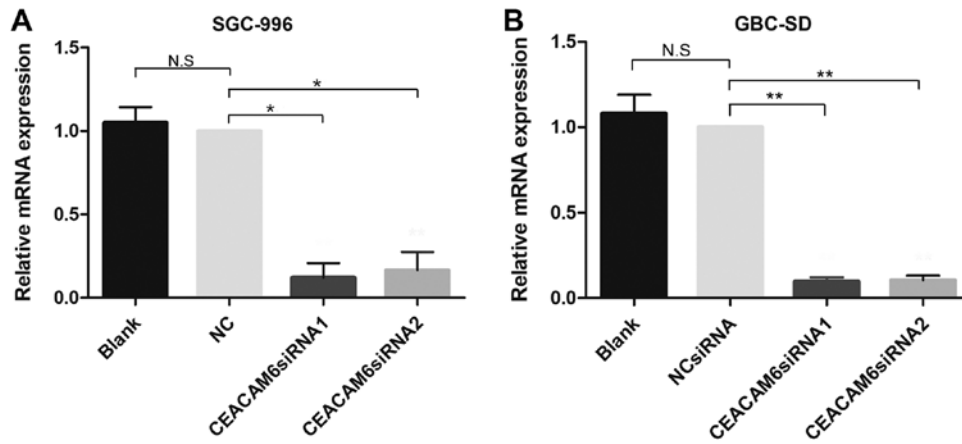 A
SGC-996
Relative mRNA expression
1.5
1.0
0.5
0.0
N.S
*
*
Blank
NC
CEACAM6siRNA1
CEACAM6siRNA2
B
GBC-SD
Relative mRNA expression
1.5
1.0
0.5
0.0
N.S
**
**
Blank
NCsiRNA
CEACAM6siRNA1
CEACAM6siRNA2